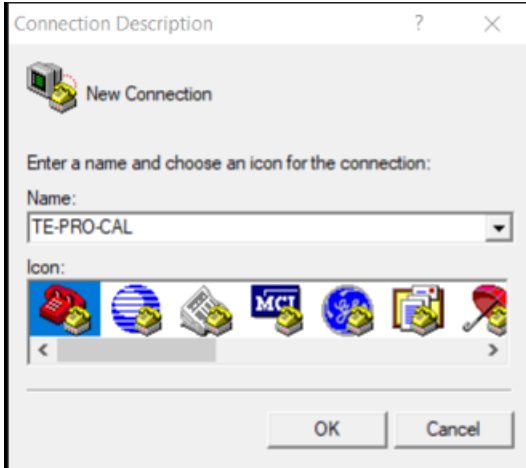 Connection Description
New Connection
Enter a name and choose an icon for the connection:
Name:
TE-PRO-CAL
Icon:
MCI
OK
Cancel